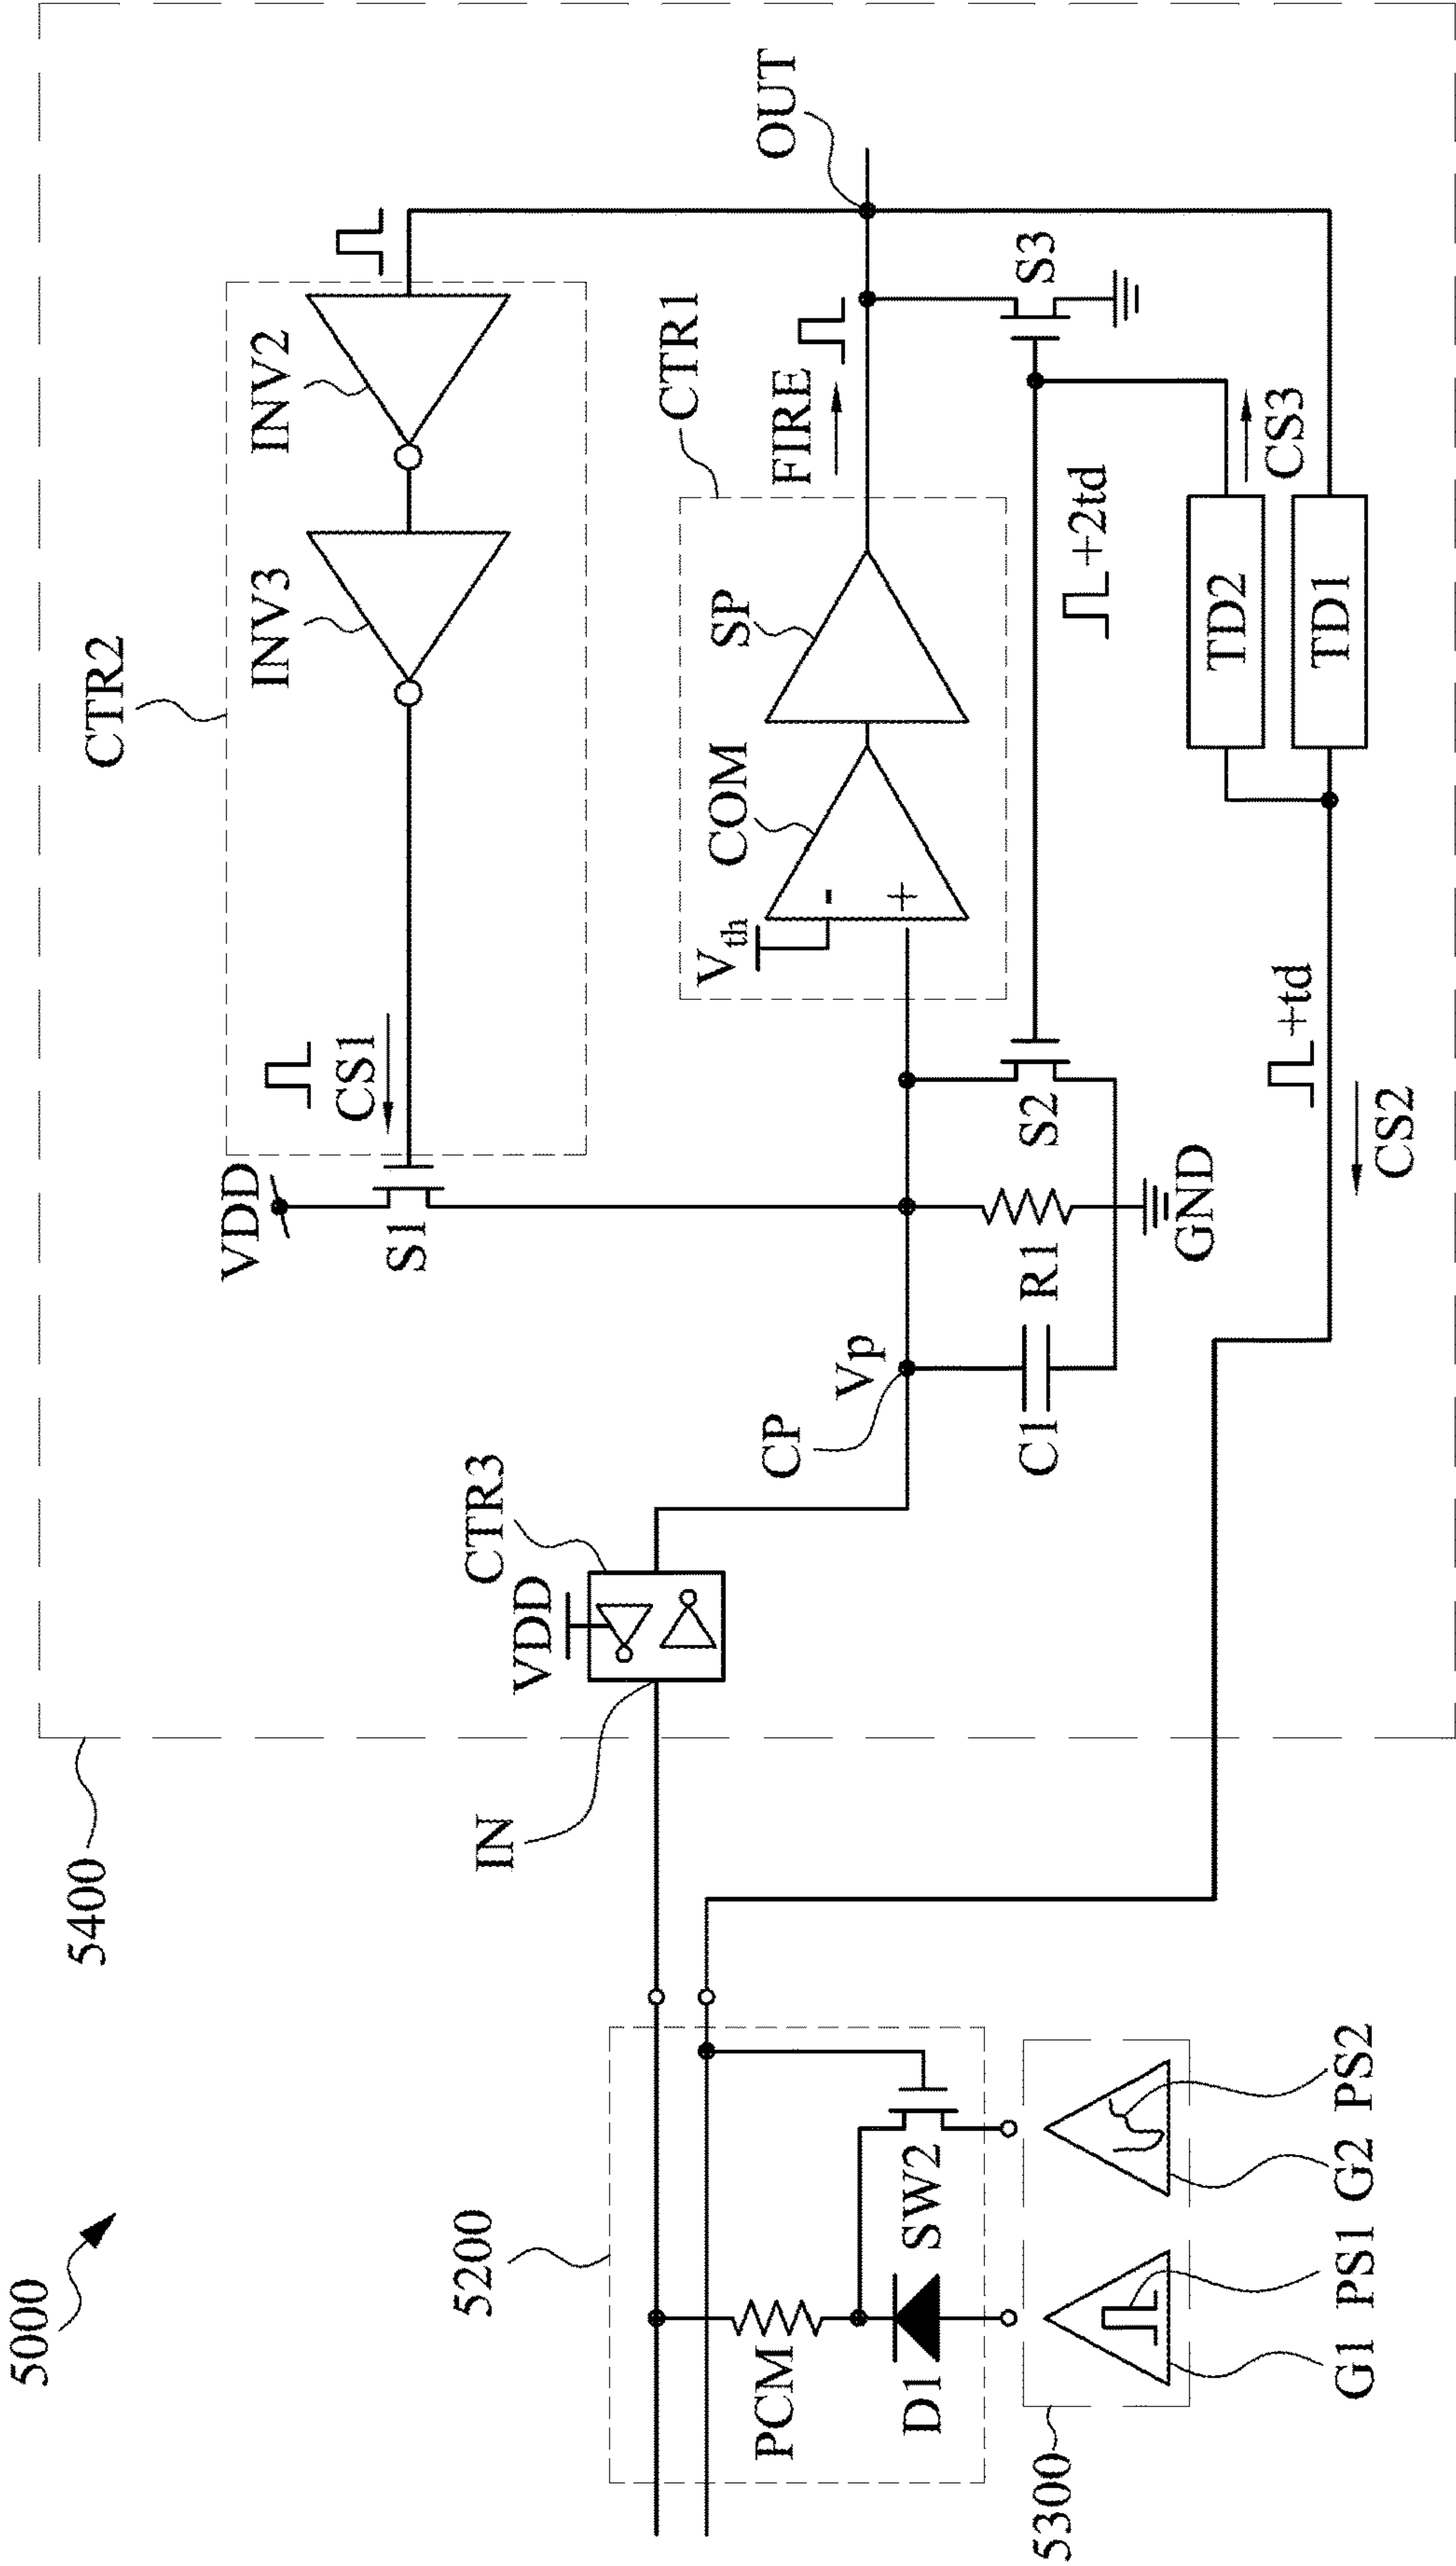 5000
5400
CTR2
VDD
CS1
INV3
INV2
S1
CTR3
VDD
IN
CTR1
Vth
COM
SP
FIRE
OUT
CP
Vp
C1
R1
GND
S2
S3
+2td
TD2
TD1
CS3
+td
CS2
5200
PCM
D1
SW2
5300
G1
PS1
G2
PS2
-
+